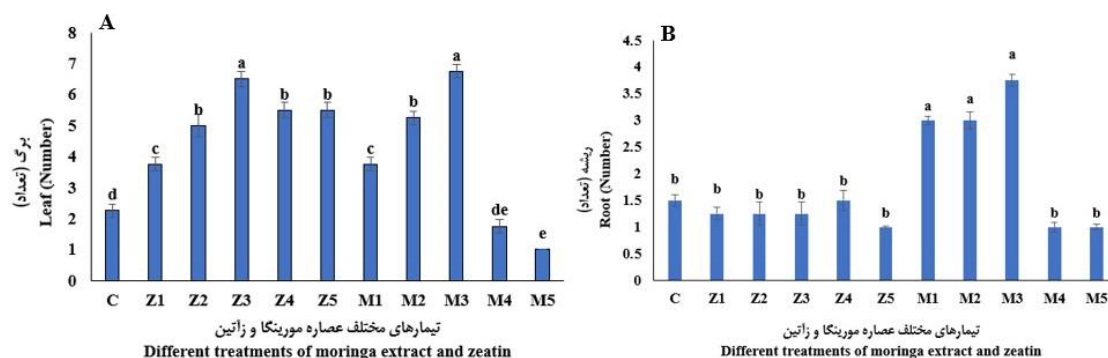 A
8
7
6
5
4
3
2
1
0
برگ (تعداد)
Leaf (Number)
d
c
b
a
b
b
c
b
a
de
e
C Z1 Z2 Z3 Z4 Z5 M1 M2 M3 M4 M5
تیمارهای مختلف عصاره مورینگا و زآتین
Different treatments of moringa extract and zeatin
B
4.5
4
3.5
3
2.5
2
1.5
1
0.5
0
ریشه (تعداد)
Root (Number)
b
b
b
b
b
b
a
a
a
b
b
C Z1 Z2 Z3 Z4 Z5 M1 M2 M3 M4 M5
تیمارهای مختلف عصاره مورینگا و زآتین
Different treatments of moringa extract and zeatin